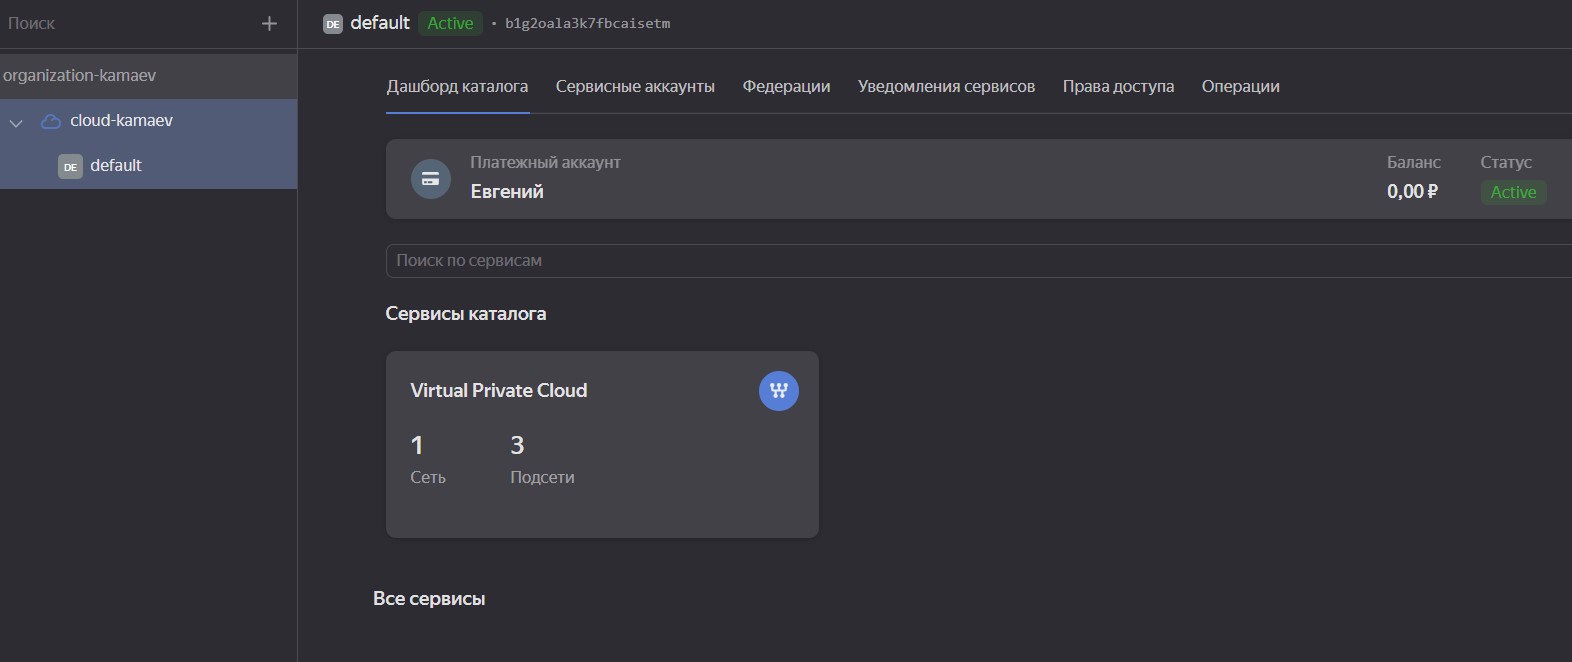 Поиск
organization-kamaev
cloud-kamaev
DE default
DE default Active • b1g2oala3k7fbcaisetm
Дашборд каталога Сервисные аккаунты Федерации Уведомления сервисов Права доступа Операции
Платежный аккаунт Баланс Статус
Евгений 0,00 ₽ Active
Поиск по сервисам
Сервисы каталога
Virtual Private Cloud
1 3
Сеть Подсети
Все сервисы